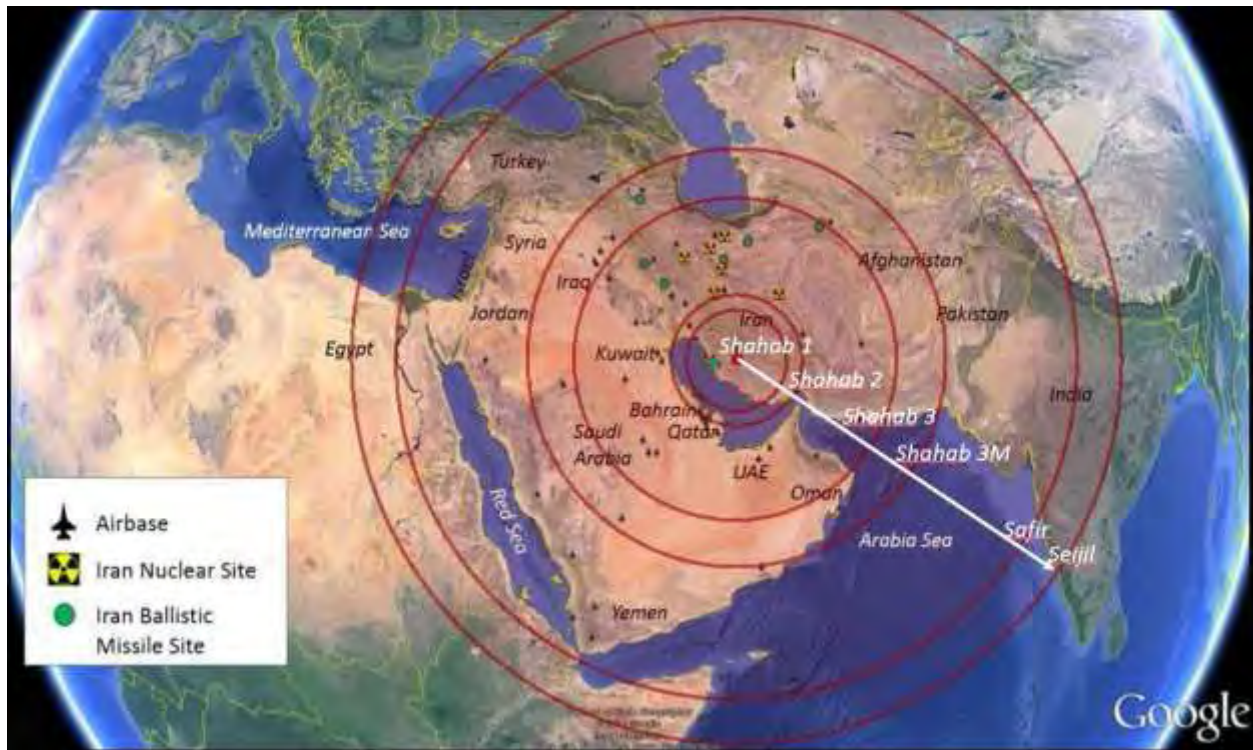 Turkey
Mediterranean Sea
Syria
Israel
Iraq
Afghanistan
Jordan
Pakistan
Iran
Egypt
Kuwait
Shahab 1
Shahab 2
India
Bahrain
Qatar
Shahab 3
Saudi
Arabia
Shahab 3M
UAE
Oman
Red Sea
Arabia Sea
Safir
Seijil
Yemen
Airbase
Iran Nuclear Site
Iran Ballistic
Missile Site
Google